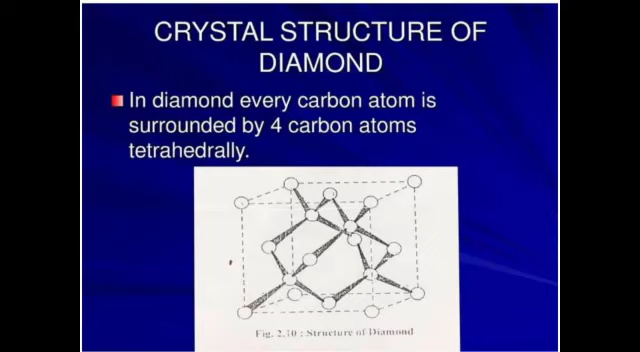 CRYSTAL STRUCTURE OF
DIAMOND
In diamond every carbon atom is
surrounded by 4 carbon atoms
tetrahedrally.
Fig. 2.10 : Structure of Diamond